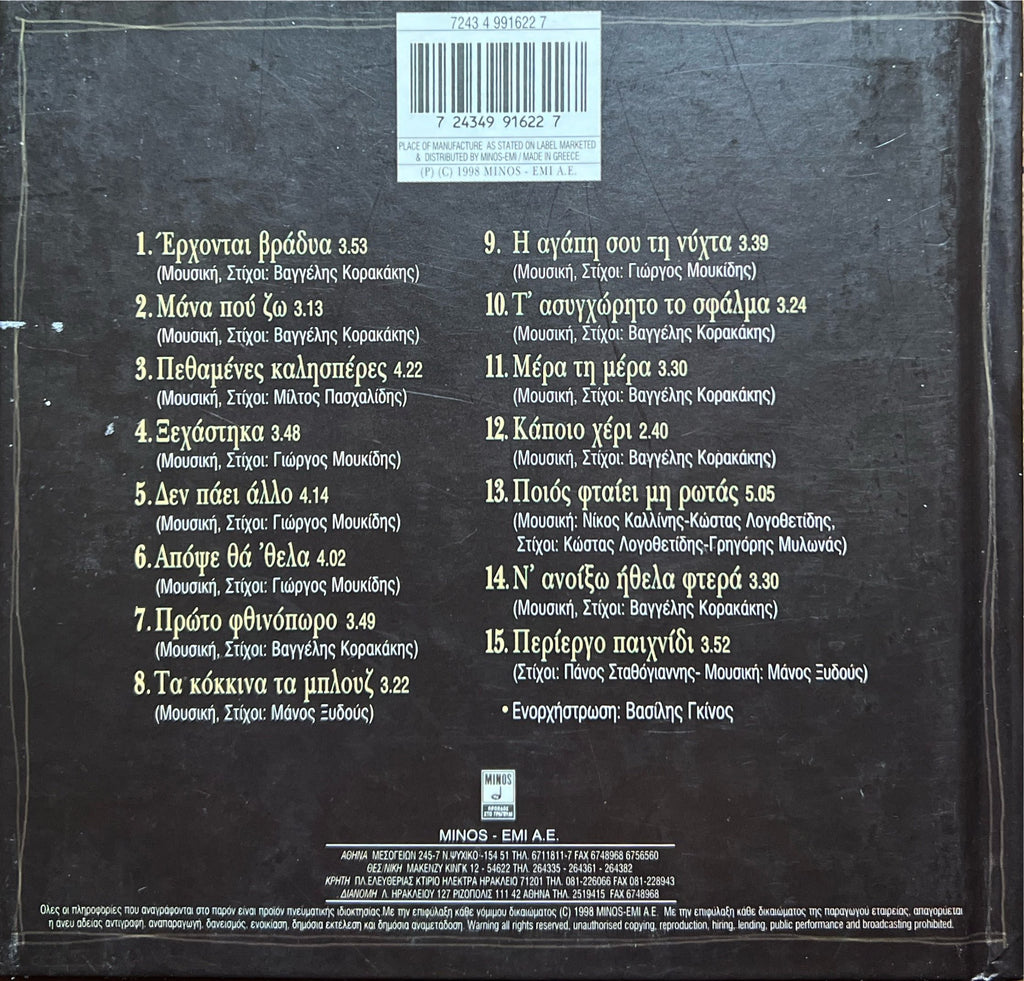 7243 4 991622 7
7 24349 91622 7
PLACE OF MANUFACTURE AS STATED ON LABEL MARKETED
& DISTRIBUTED BY MINOS-EMI / MADE IN GREECE
(P) (C) 1998 MINOS - EMI A.E.
1. Έρχονται βράδυα 3.53
(Μουσική, Στίχοι: Βαγγέλης Κορακάκης)
2. Μάνα πού ζω 3.13
(Μουσική, Στίχοι: Βαγγέλης Κορακάκης)
3. Πεθαμένες καλησπέρες 4.22
(Μουσική, Στίχοι: Μίλτος Πασχαλίδης)
4. Ξεχάστηκα 3.48
(Μουσική, Στίχοι: Γιώργος Μουκίδης)
5. Δεν πάει άλλο 4.14
(Μουσική, Στίχοι: Γιώργος Μουκίδης)
6. Απόψε θά 'θελα 4.02
(Μουσική, Στίχοι: Γιώργος Μουκίδης)
7. Πρώτο φθινόπωρο 3.49
(Μουσική, Στίχοι: Βαγγέλης Κορακάκης)
8. Τα κόκκινα τα μπλουζ 3.22
(Μουσική, Στίχοι: Μάνος Ξυδούς)
9. Η αγάπη σου τη νύχτα 3.39
(Μουσική, Στίχοι: Γιώργος Μουκίδης)
10. Τ' ασυγχώρητο το σφάλμα 3.24
(Μουσική, Στίχοι: Βαγγέλης Κορακάκης)
11. Μέρα τη μέρα 3.30
(Μουσική, Στίχοι: Βαγγέλης Κορακάκης)
12. Κάποιο χέρι 2.40
(Μουσική, Στίχοι: Βαγγέλης Κορακάκης)
13. Ποιός φταίει μη ρωτάς 5.05
(Μουσική: Νίκος Καλλίνης-Κώστας Λογοθετίδης,
Στίχοι: Κώστας Λογοθετίδης-Γρηγόρης Μυλωνάς)
14. Ν' ανοίξω ήθελα φτερά 3.30
(Μουσική, Στίχοι: Βαγγέλης Κορακάκης)
15. Περίεργο παιχνίδι 3.52
(Στίχοι: Πάνος Σταθόγιαννης- Μουσική: Μάνος Ξυδούς)
• Ενορχήστρωση: Βασίλης Γκίνος
MINOS
MINOS - EMI A.E.
ΑΘΗΝΑ ΜΕΣΟΓΕΙΩΝ 245-7 Ν.ΨΥΧΙΚΟ -154 51 ΤΗΛ. 6711811-7 FAX 6748968 6756560
ΘΕΣ/ΝΙΚΗ ΜΑΚΕΝΖΥ ΚΙΝΓΚ 12 - 54622 ΤΗΛ. 264335 - 264361 - 264382
ΚΡΗΤΗ ΠΛ.ΕΛΕΥΘΕΡΙΑΣ ΚΤΙΡΙΟ ΗΛΕΚΤΡΑ ΗΡΑΚΛΕΙΟ 71201 ΤΗΛ. 081-226066 FAX 081-228943
ΔΙΑΝΟΜΗ Λ. ΗΡΑΚΛΕΙΟΥ 127 ΡΙΖΟΠΟΛΙΣ 111 42 ΑΘΗΝΑ ΤΗΛ. 2519415 FAX 6748968
Όλες οι πληροφορίες που αναγράφονται στο παρόν είναι προϊόν πνευματικής ιδιοκτησίας.Με την επιφύλαξη κάθε νόμιμου δικαιώματος (C) 1998 MINOS-EMI A.E. Με την επιφύλαξη κάθε δικαιώματος της παραγωγού εταιρείας, απαγορεύεται
η άνευ αδείας αντιγραφή, αναπαραγωγή, δανεισμός, ενοικίαση, δημόσια εκτέλεση και δημόσια αναμετάδοση. Warning all rights reserved, unauthorised copying, reproduction, hiring, lending, public performance and broadcasting prohibited.